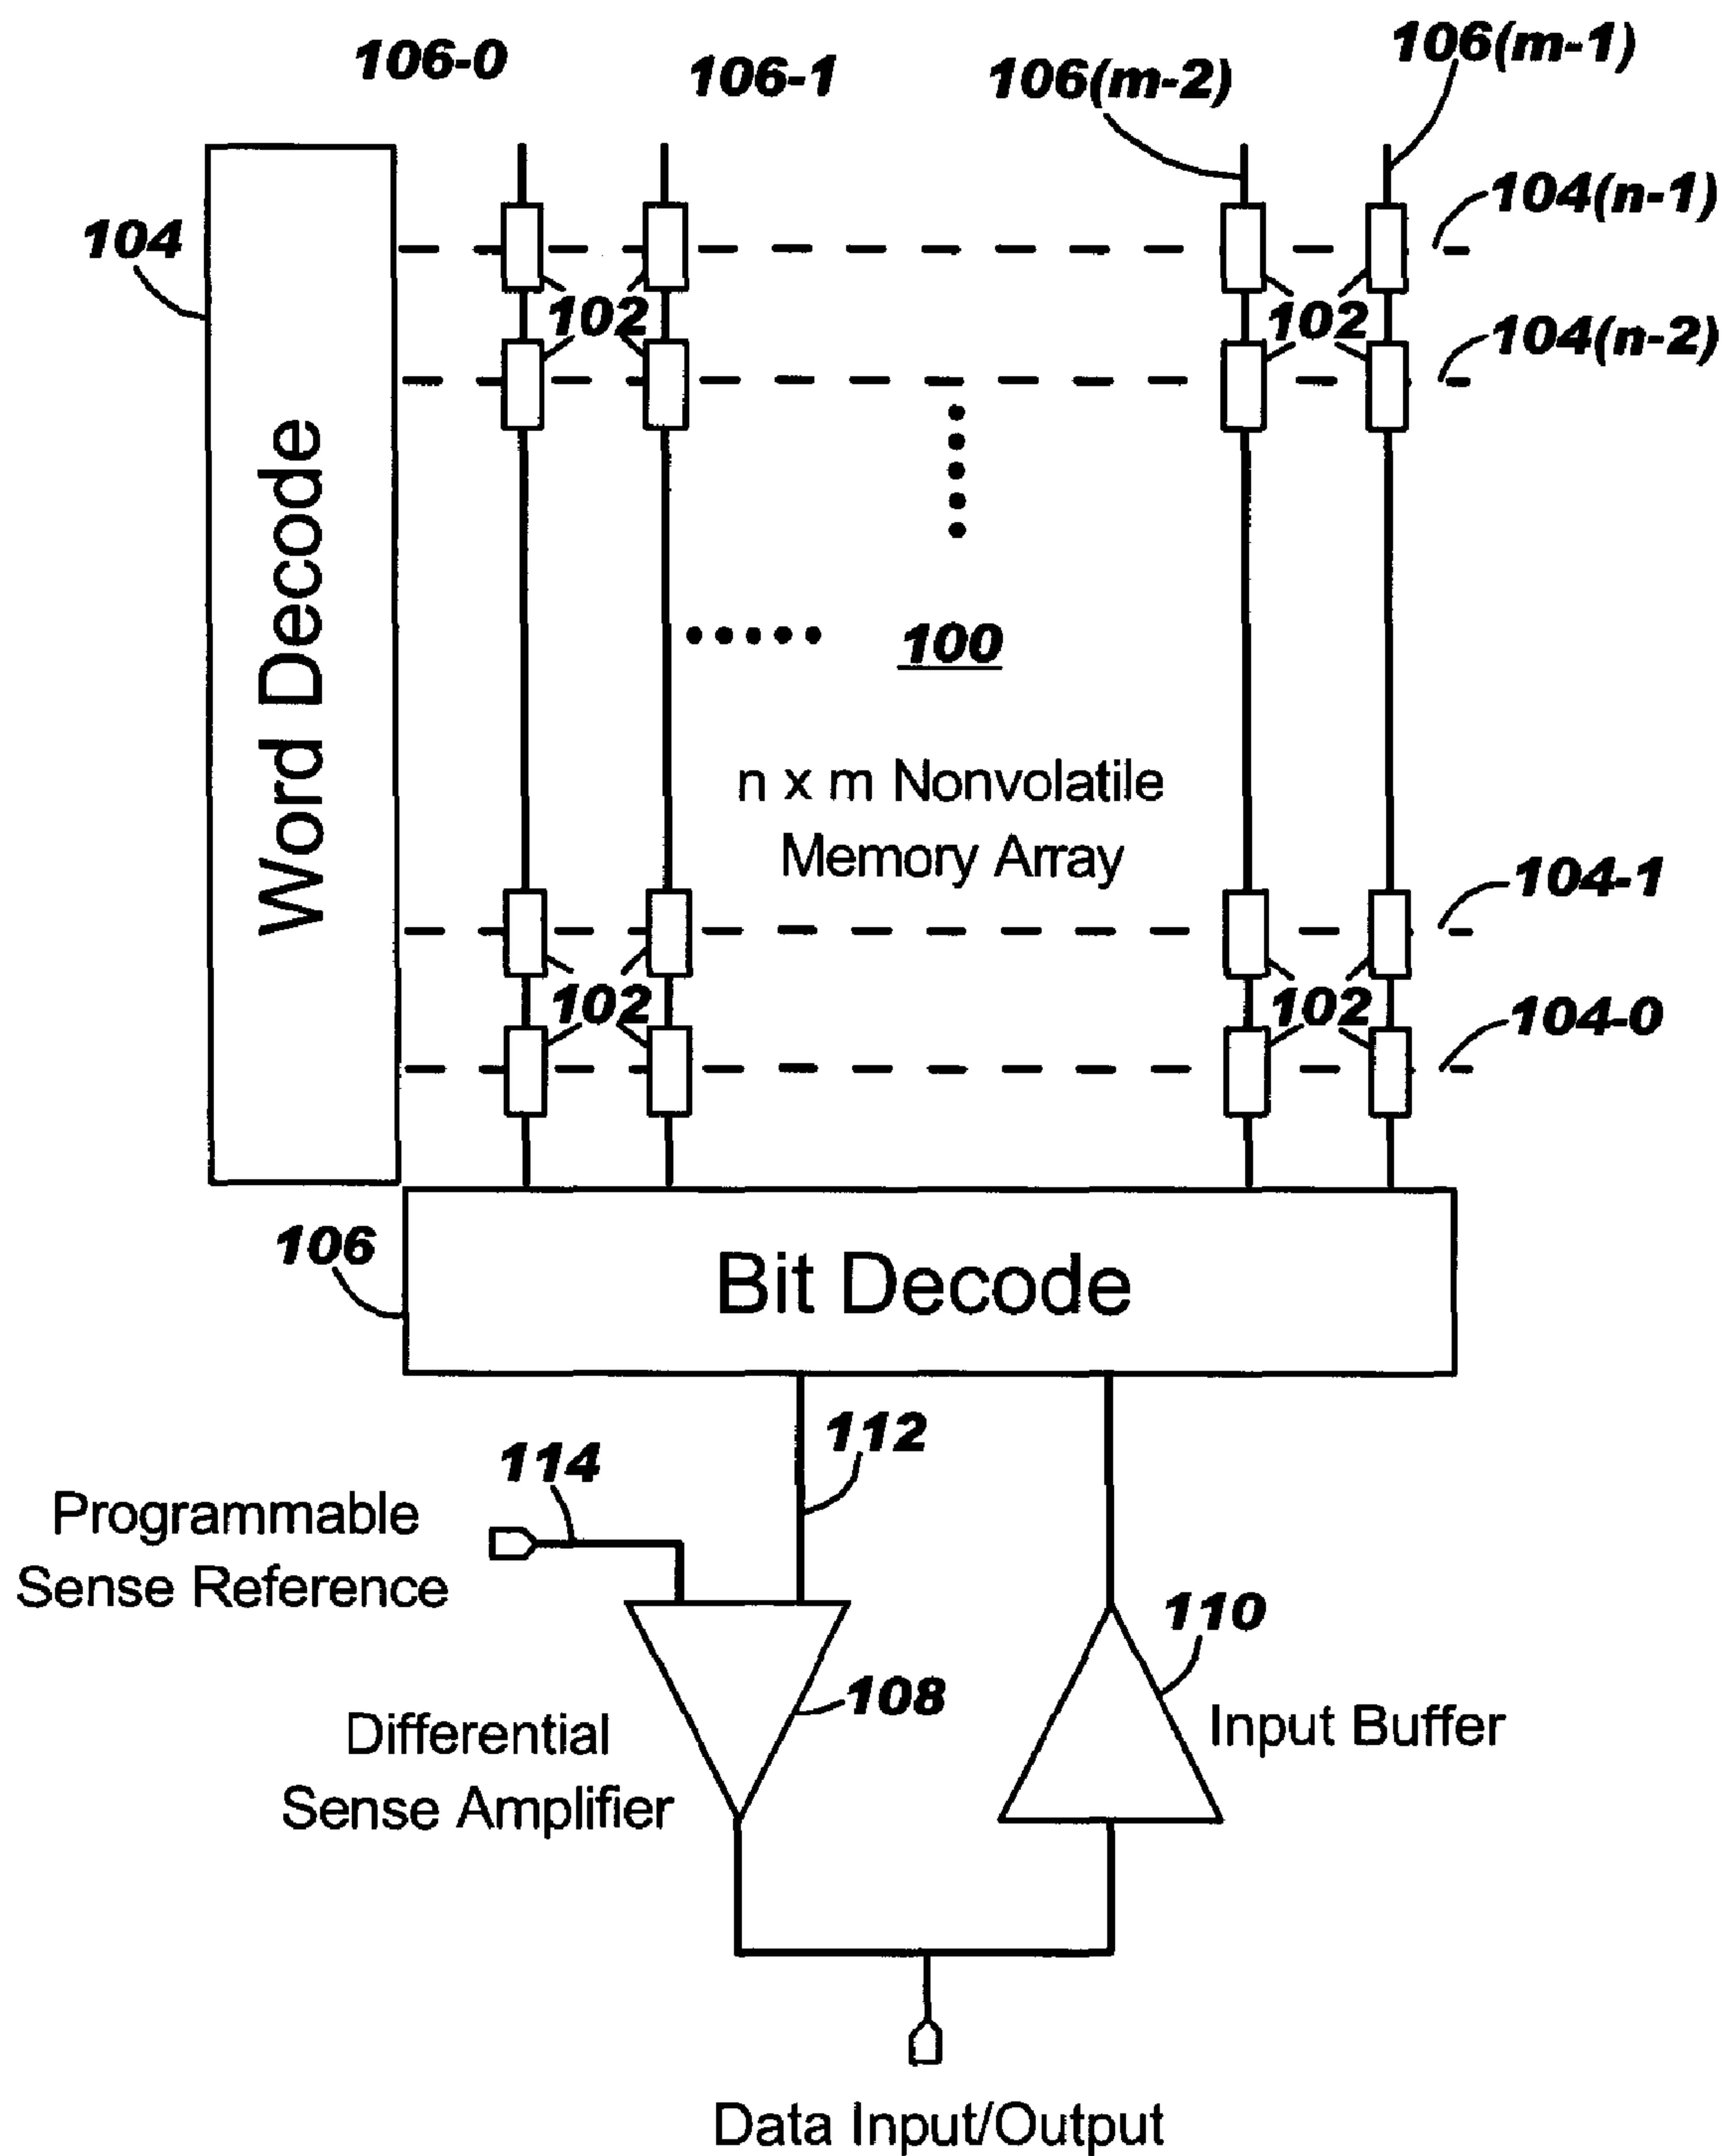 106-0
106-1
106(m-2)
106(m-1)
104
104(n-1)
102
102
104(n-2)
Word Decode
100
n x m Nonvolatile
Memory Array
104-1
102
102
104-0
106
Bit Decode
112
114
Programmable
Sense Reference
110
108
Differential
Sense Amplifier
Input Buffer
Data Input/Output